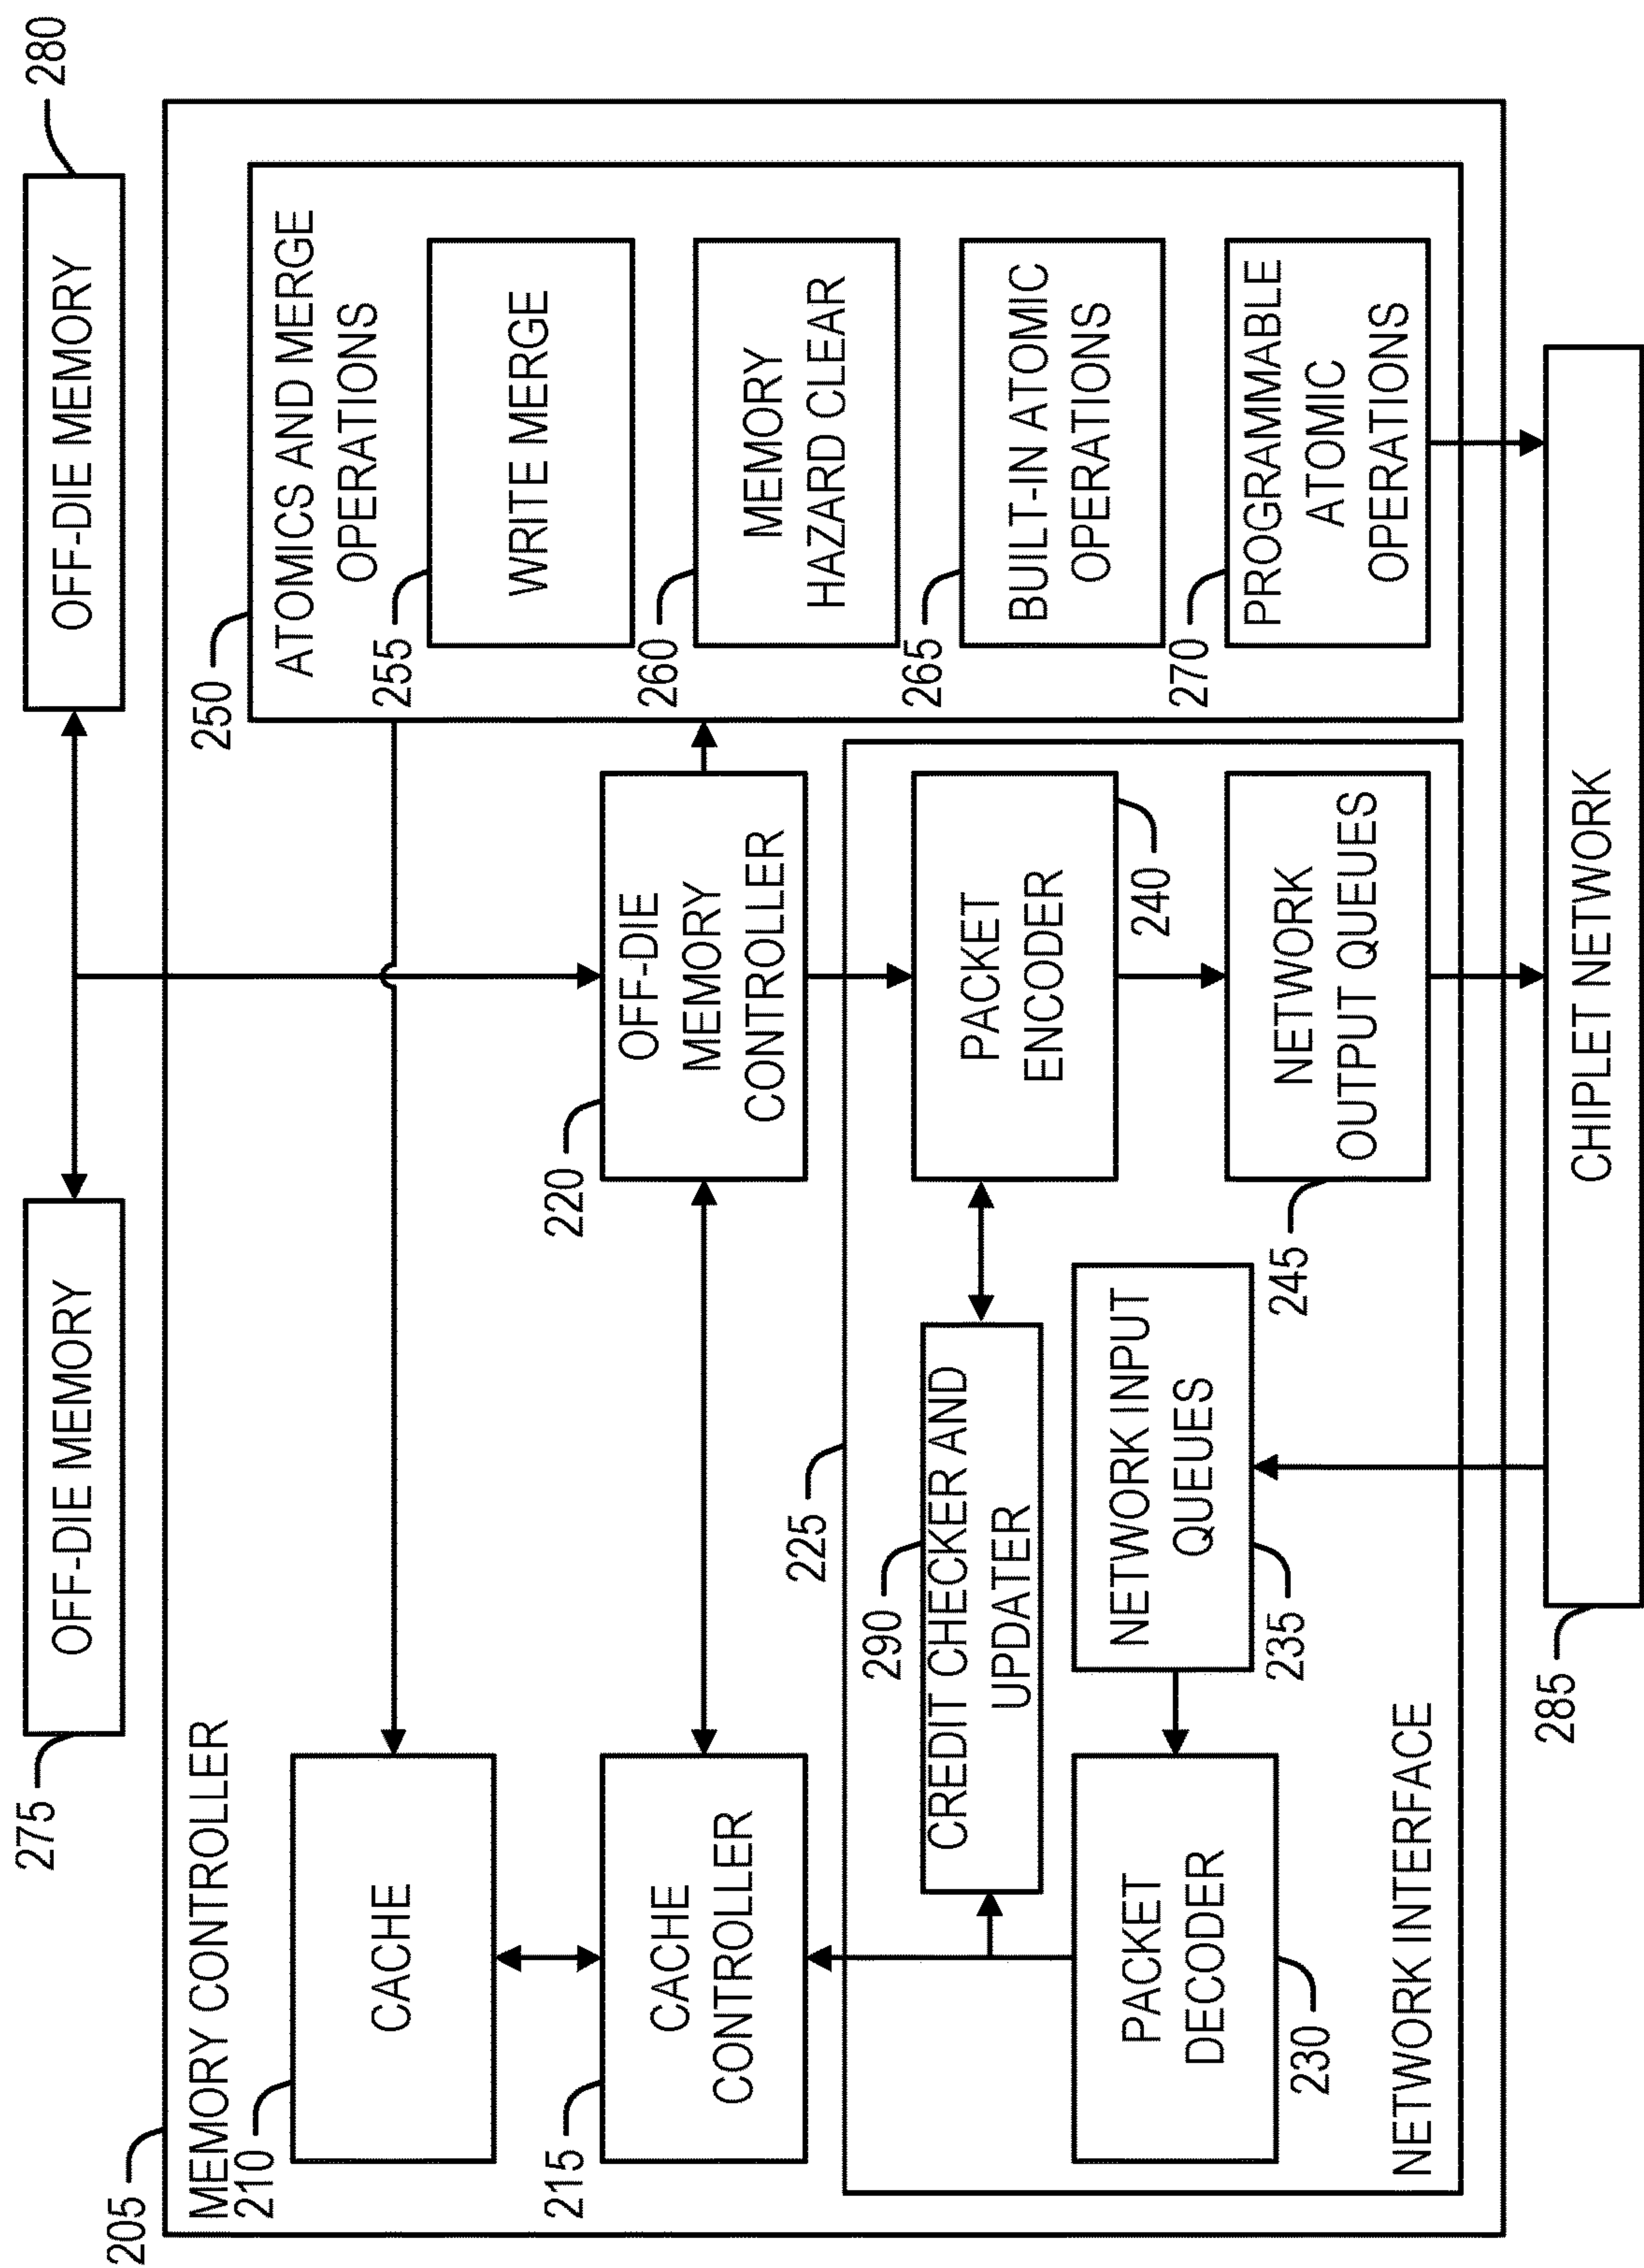 275
OFF-DIE MEMORY
OFF-DIE MEMORY
280
205
MEMORY CONTROLLER
210
CACHE
215
CACHE
CONTROLLER
220
OFF-DIE
MEMORY
CONTROLLER
250
ATOMICS AND MERGE
OPERATIONS
255
WRITE MERGE
260
MEMORY
HAZARD CLEAR
265
BUILT-IN ATOMIC
OPERATIONS
270
PROGRAMMABLE
ATOMIC
OPERATIONS
225
290
CREDIT CHECKER AND
UPDATER
PACKET
ENCODER
240
PACKET
DECODER
230
NETWORK INPUT
QUEUES
235
NETWORK
OUTPUT QUEUES
245
NETWORK INTERFACE
285
CHIPLET NETWORK